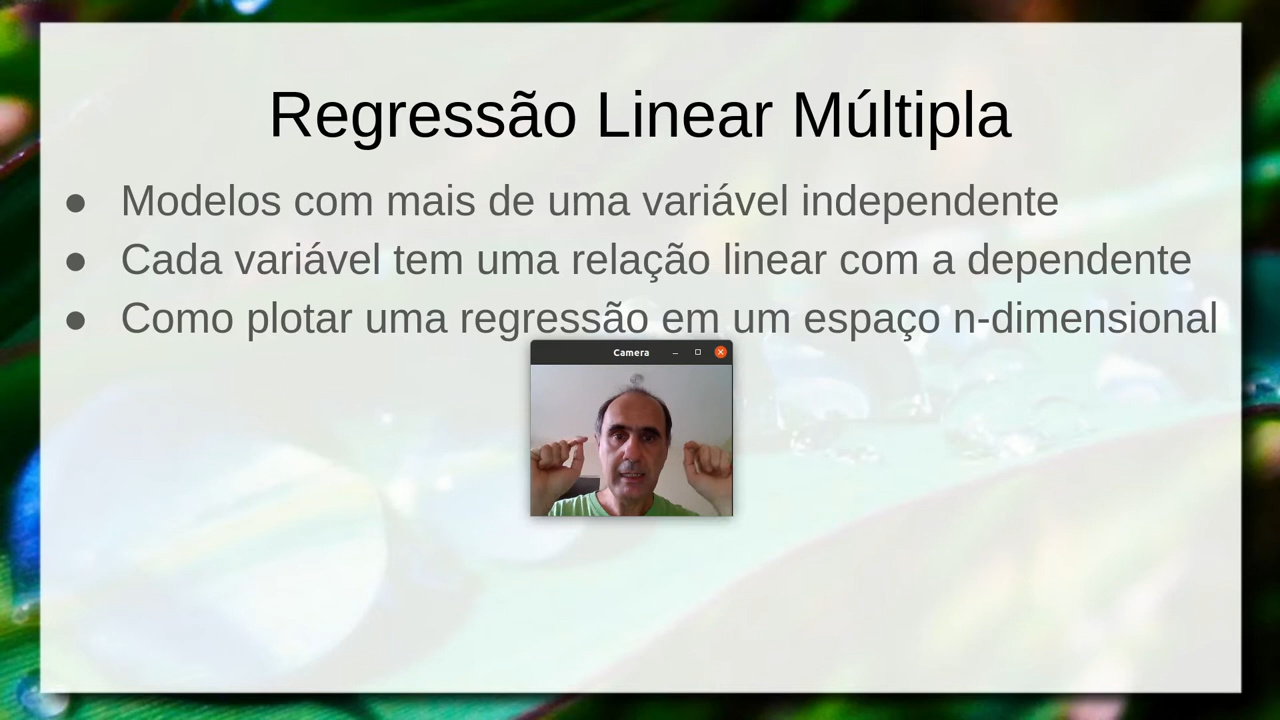 Regressão Linear Múltipla
● Modelos com mais de uma variável independente
● Cada variável tem uma relação linear com a dependente
● Como plotar uma regressão em um espaço n-dimensional
Camera